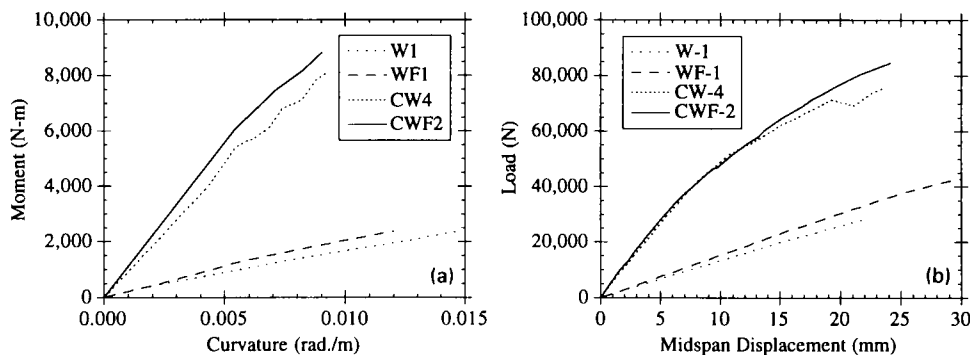 10,000
8,000
6,000
4,000
2,000
0
Moment (N-m)
W1
WF1
CW4
CWF2
(a)
0.000
0.005
0.010
0.015
Curvature (rad./m)
100,000
80,000
60,000
40,000
20,000
0
Load (N)
W-1
WF-1
CW-4
CWF-2
(b)
0
5
10
15
20
25
30
Midspan Displacement (mm)